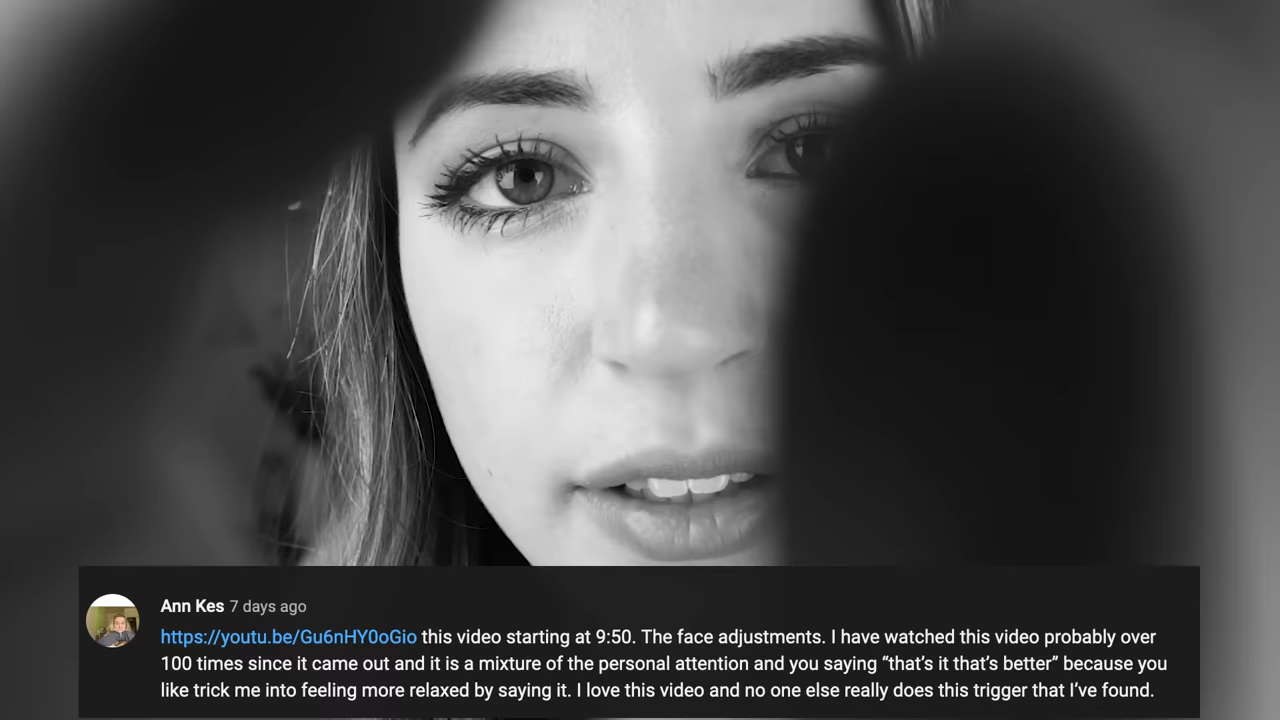 Ann Kes 7 days ago
https://youtu.be/Gu6nHY0oGio this video starting at 9:50. The face adjustments. I have watched this video probably over
100 times since it came out and it is a mixture of the personal attention and you saying “that’s it that’s better” because you
like trick me into feeling more relaxed by saying it. I love this video and no one else really does this trigger that I’ve found.